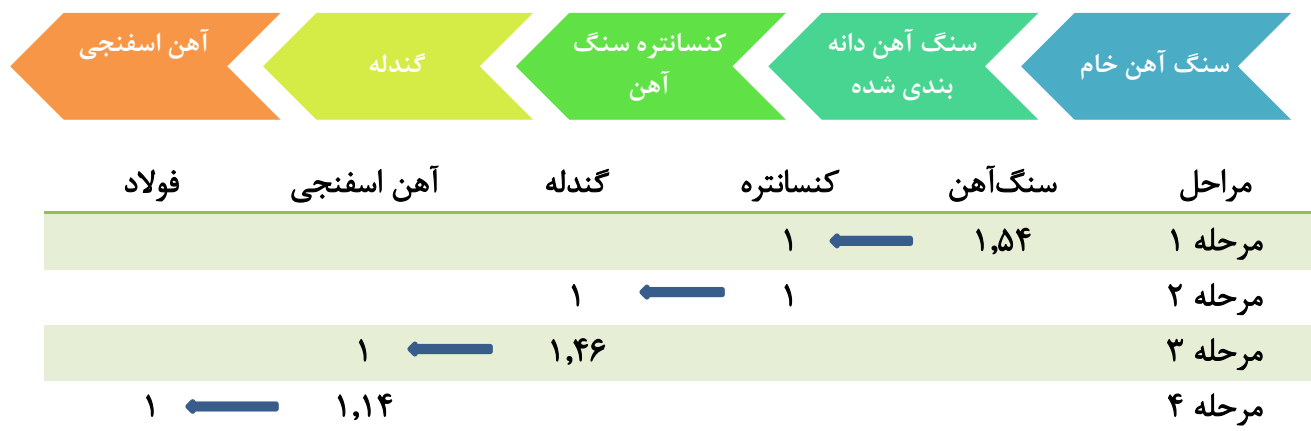 سنگ آهن خام
سنگ آهن دانه
بندی شده
کنسانتره سنگ
آهن
گندله
آهن اسفنجی
مراحل سنگ‌آهن کنسانتره گندله آهن اسفنجی فولاد
مرحله ۱ ۱,۵۴ ۱
مرحله ۲ ۱ ۱
مرحله ۳ ۱,۴۶ ۱
مرحله ۴ ۱,۱۴ ۱